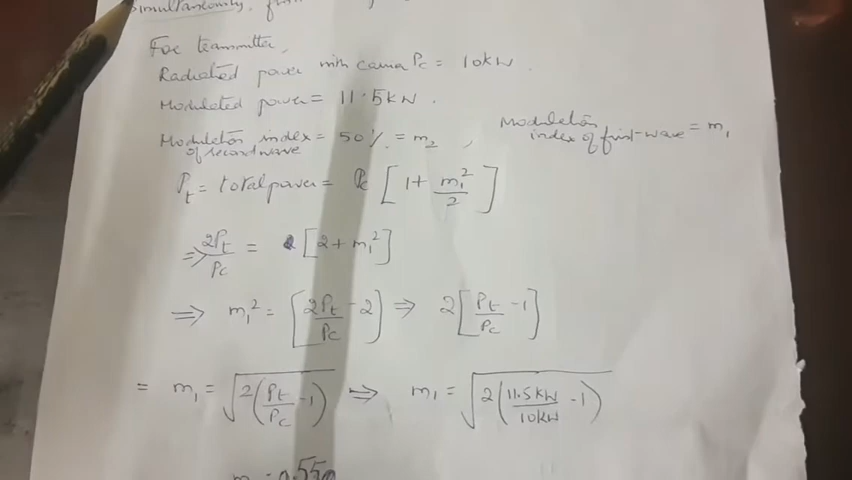 simultaneously, find
For transmitter,
Radiated power with carrier Pc = 10kW.
Modulated power = 11.5kW.
Modulation index of second wave = 50% = m₂, Modulation index of first-wave = m₁
Pt = total power = Pc [1 + m₁²/2]
⇒ 2Pt/Pc = [2 + m₁²]
⇒ m₁² = [2Pt/Pc - 2] ⇒ 2[Pt/Pc - 1]
= m₁ = √2(Pt/Pc - 1) ⇒ m₁ = √2(11.5kW/10kW - 1)